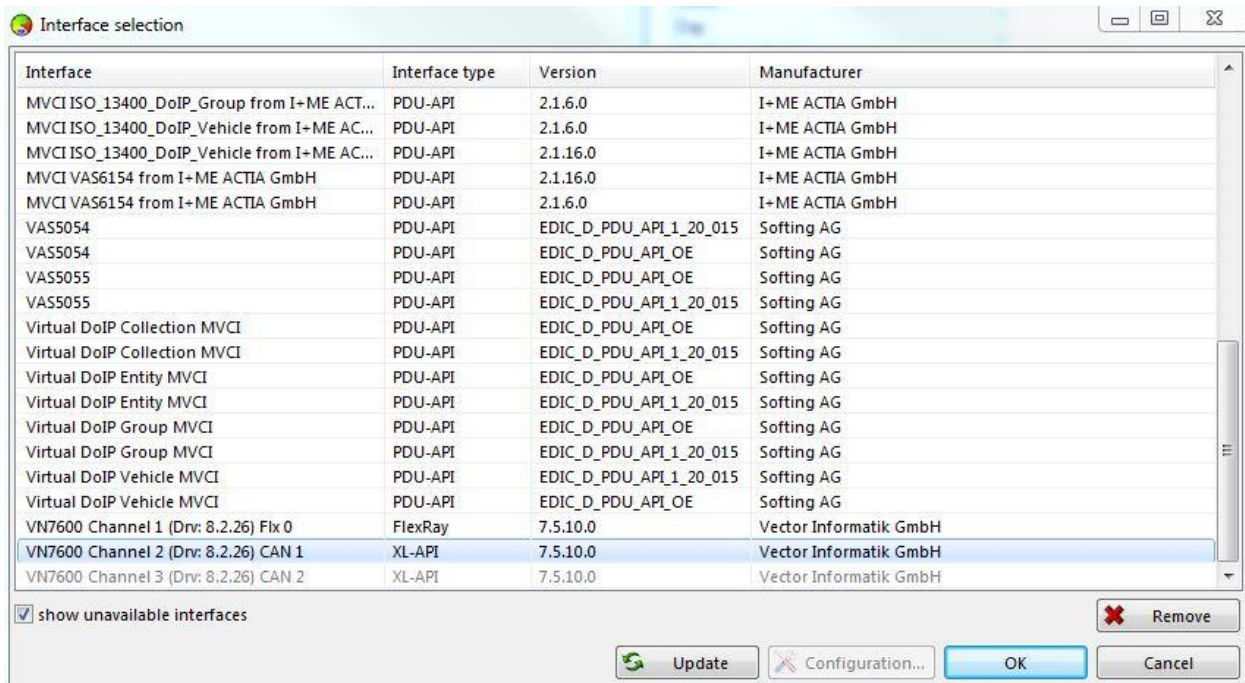 Interface selection
Interface Interface type Version Manufacturer
MVCI ISO_13400_DoIP_Group from I+ME ACT... PDU-API 2.1.6.0 I+ME ACTIA GmbH
MVCI ISO_13400_DoIP_Vehicle from I+ME AC... PDU-API 2.1.6.0 I+ME ACTIA GmbH
MVCI ISO_13400_DoIP_Vehicle from I+ME AC... PDU-API 2.1.16.0 I+ME ACTIA GmbH
MVCI VAS6154 from I+ME ACTIA GmbH PDU-API 2.1.16.0 I+ME ACTIA GmbH
MVCI VAS6154 from I+ME ACTIA GmbH PDU-API 2.1.6.0 I+ME ACTIA GmbH
VAS5054 PDU-API EDIC_D_PDU_API_1_20_015 Softing AG
VAS5054 PDU-API EDIC_D_PDU_API_OE Softing AG
VAS5055 PDU-API EDIC_D_PDU_API_OE Softing AG
VAS5055 PDU-API EDIC_D_PDU_API_1_20_015 Softing AG
Virtual DoIP Collection MVCI PDU-API EDIC_D_PDU_API_OE Softing AG
Virtual DoIP Collection MVCI PDU-API EDIC_D_PDU_API_1_20_015 Softing AG
Virtual DoIP Entity MVCI PDU-API EDIC_D_PDU_API_OE Softing AG
Virtual DoIP Entity MVCI PDU-API EDIC_D_PDU_API_1_20_015 Softing AG
Virtual DoIP Group MVCI PDU-API EDIC_D_PDU_API_OE Softing AG
Virtual DoIP Group MVCI PDU-API EDIC_D_PDU_API_1_20_015 Softing AG
Virtual DoIP Vehicle MVCI PDU-API EDIC_D_PDU_API_1_20_015 Softing AG
Virtual DoIP Vehicle MVCI PDU-API EDIC_D_PDU_API_OE Softing AG
VN7600 Channel 1 (Drv: 8.2.26) Flx 0 FlexRay 7.5.10.0 Vector Informatik GmbH
VN7600 Channel 2 (Drv: 8.2.26) CAN 1 XL-API 7.5.10.0 Vector Informatik GmbH
VN7600 Channel 3 (Drv: 8.2.26) CAN 2 XL-API 7.5.10.0 Vector Informatik GmbH
show unavailable interfaces Remove
Update Configuration... OK Cancel